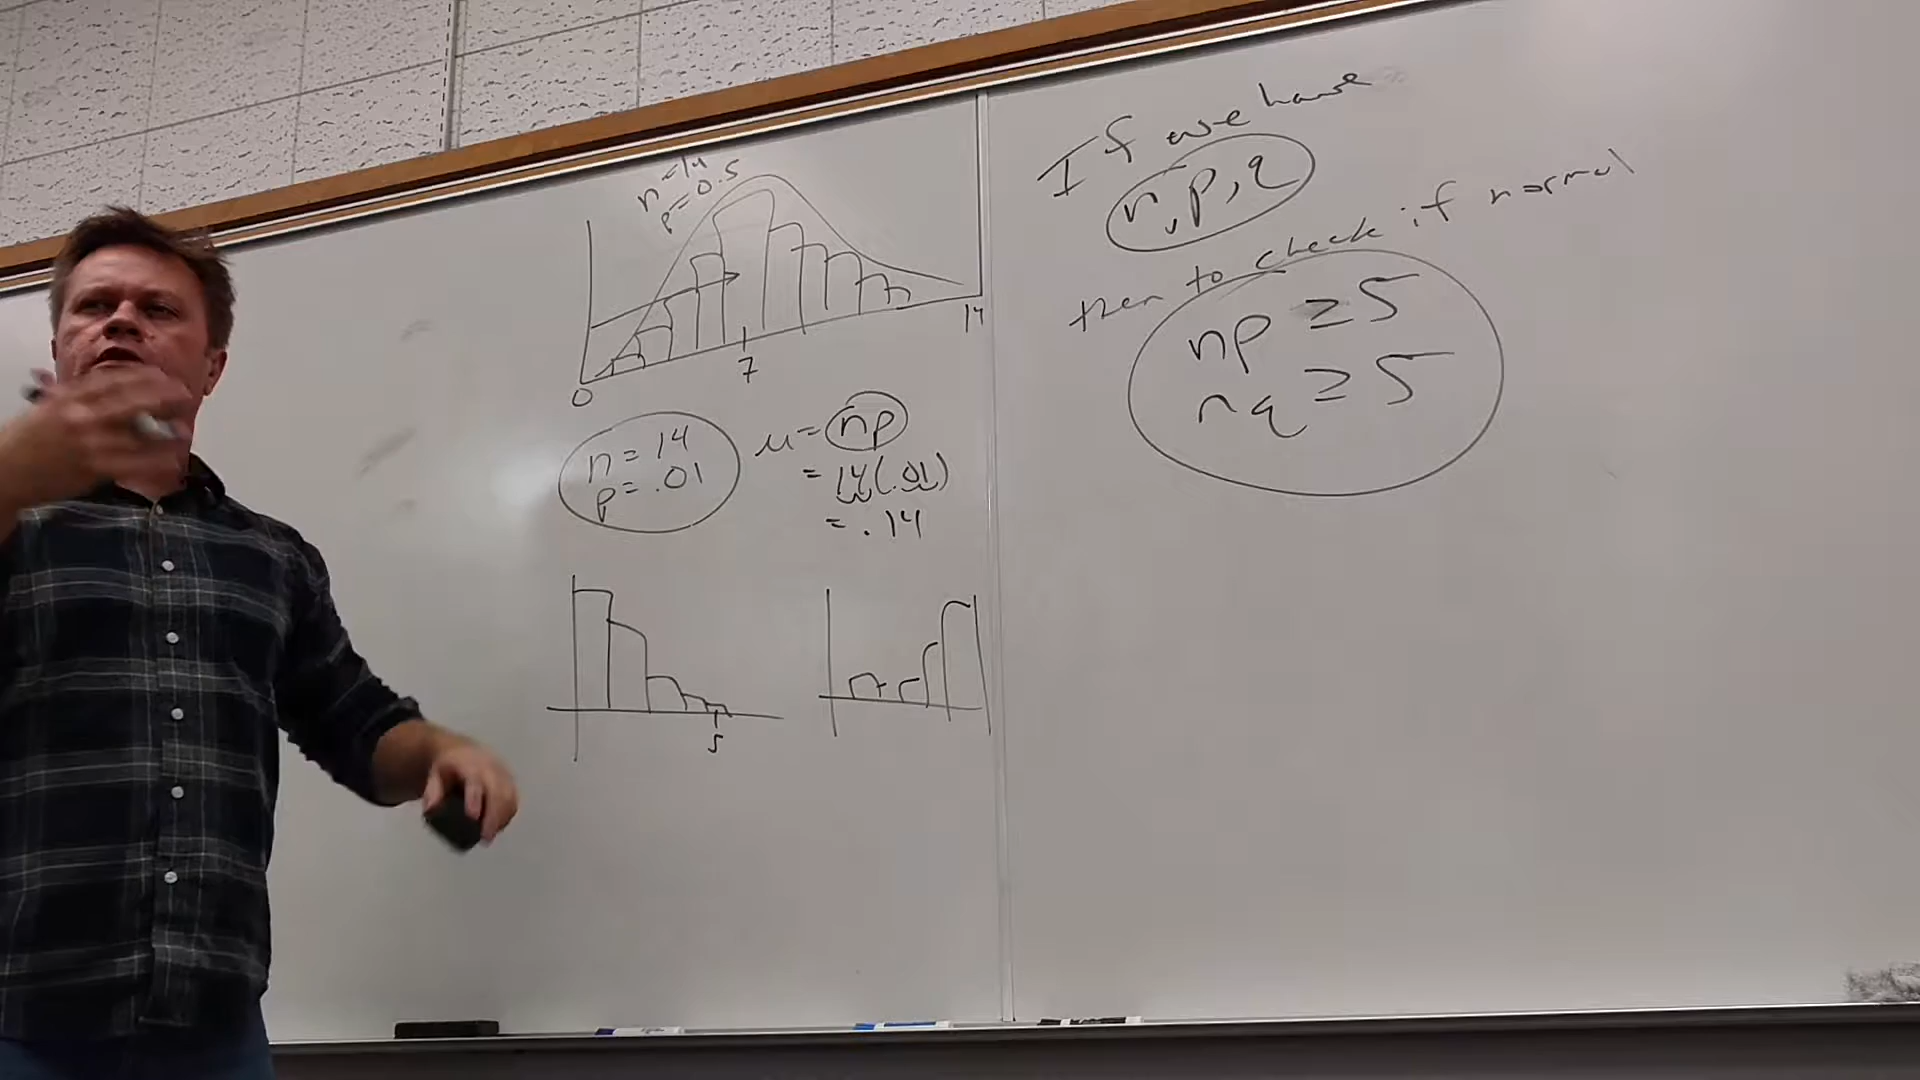 n=14
p=0.5
0
7
14
n = 14
p = .01
μ = np
= 14(.01)
= .14
5
If we have
n, p, q
then to check if normal
np ≥ 5
nq ≥ 5